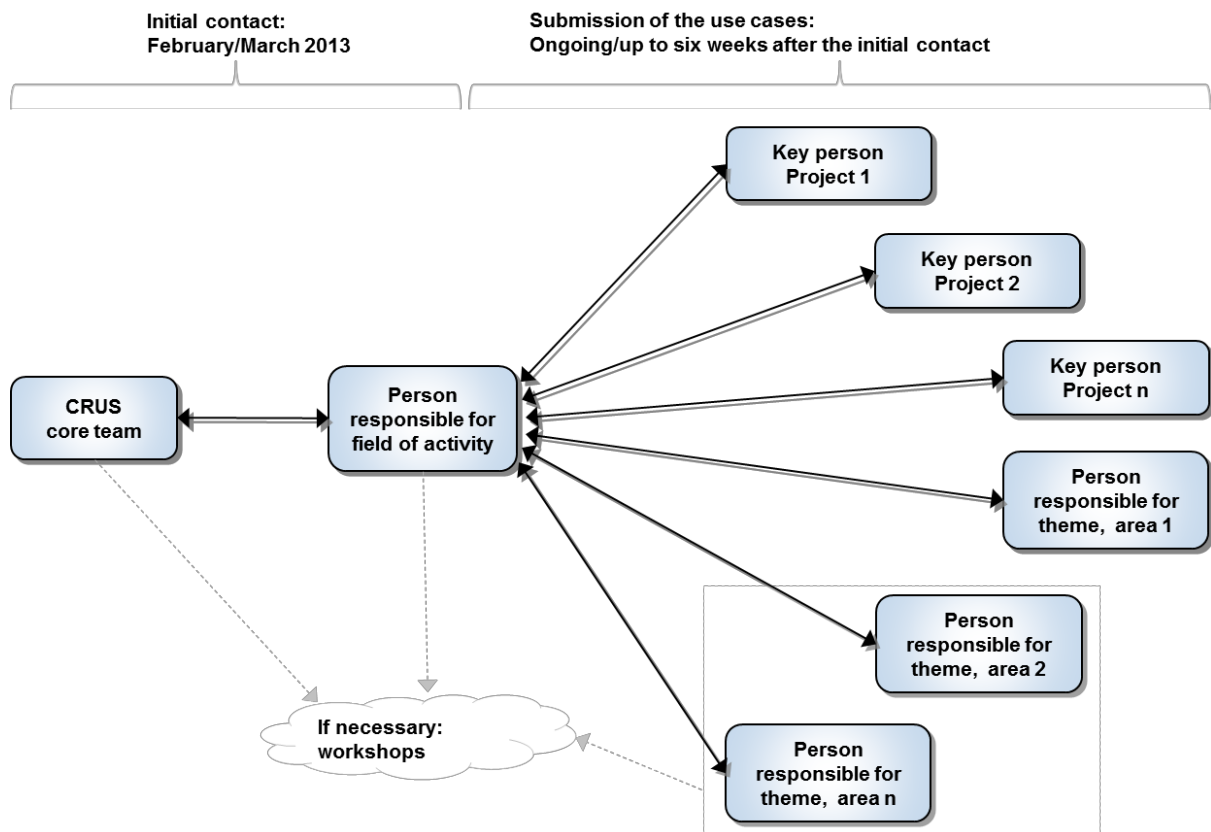 Initial contact:
February/March 2013
Submission of the use cases:
Ongoing/up to six weeks after the initial contact
Key person
Project 1
Key person
Project 2
Key person
Project n
CRUS
core team
Person
responsible for
field of activity
Person
responsible for
theme, area 1
Person
responsible for
theme, area 2
If necessary:
workshops
Person
responsible for
theme, area n